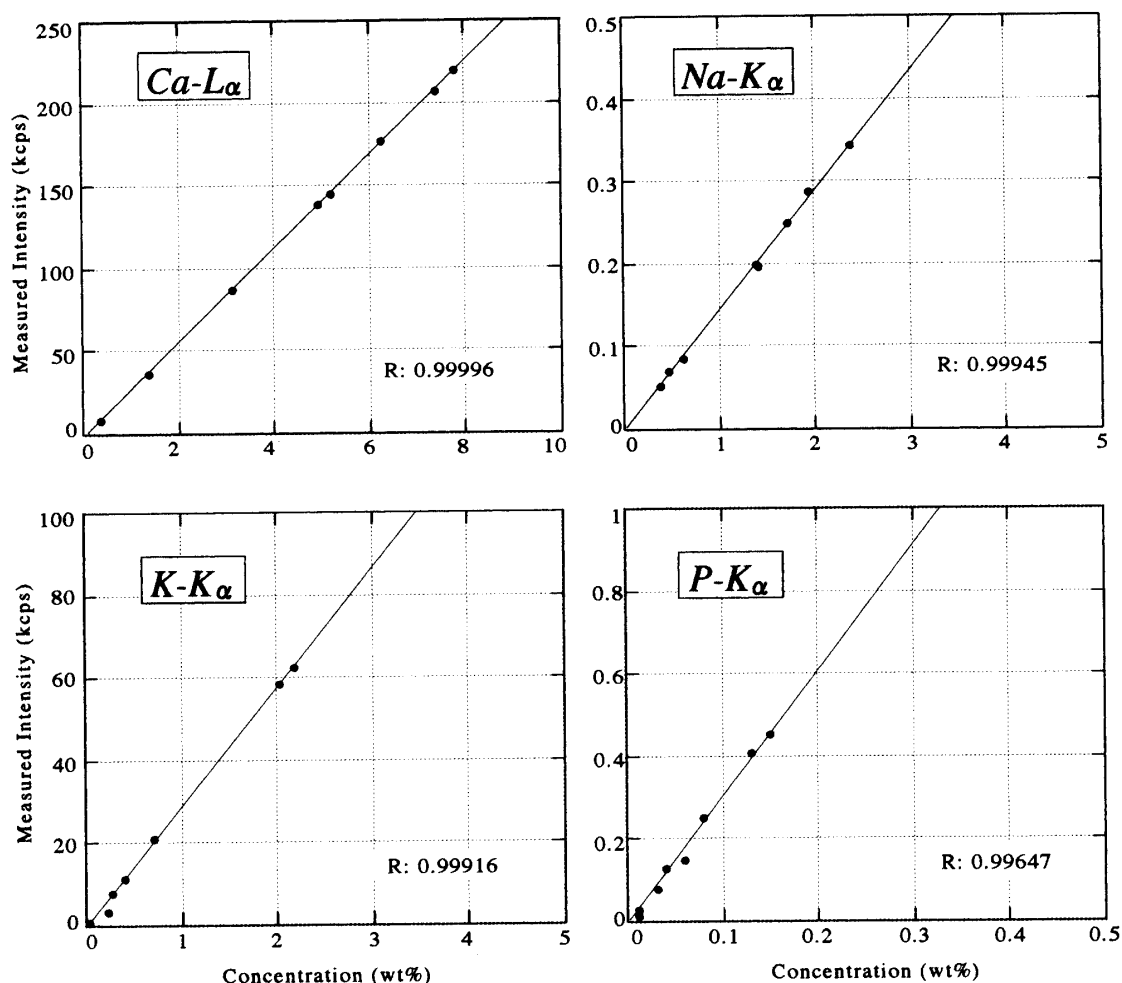 Measured Intensity (kcps)
250
200
150
100
50
0
Ca-Lα
R: 0.99996
0 2 4 6 8 10
0.5
0.4
0.3
0.2
0.1
0
Na-Kα
R: 0.99945
0 1 2 3 4 5
Measured Intensity (kcps)
100
80
60
40
20
0
K-Kα
R: 0.99916
0 1 2 3 4 5
Concentration (wt%)
1
0.8
0.6
0.4
0.2
0
P-Kα
R: 0.99647
0 0.1 0.2 0.3 0.4 0.5
Concentration (wt%)